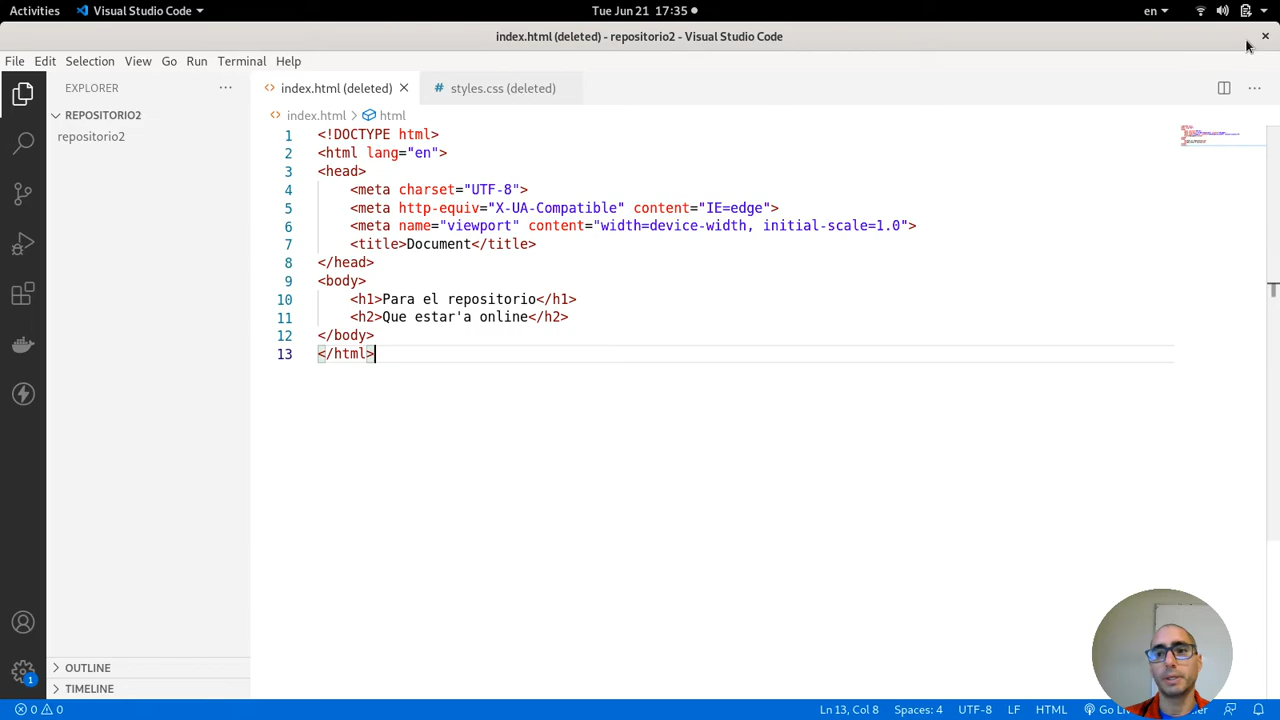 Activities
Visual Studio Code
Tue Jun 21 17:35
en
index.html (deleted) - repositorio2 - Visual Studio Code
File Edit Selection View Go Run Terminal Help
EXPLORER
index.html (deleted)
# styles.css (deleted)
REPOSITORIO2
repositorio2
index.html > html
1 <!DOCTYPE html>
2 <html lang="en">
3 <head>
4 <meta charset="UTF-8">
5 <meta http-equiv="X-UA-Compatible" content="IE=edge">
6 <meta name="viewport" content="width=device-width, initial-scale=1.0">
7 <title>Document</title>
8 </head>
9 <body>
10 <h1>Para el repositorio</h1>
11 <h2>Que estar'a online</h2>
12 </body>
13 </html>
OUTLINE
TIMELINE
1
0 0
Ln 13, Col 8
Spaces: 4
UTF-8
LF
HTML
Go